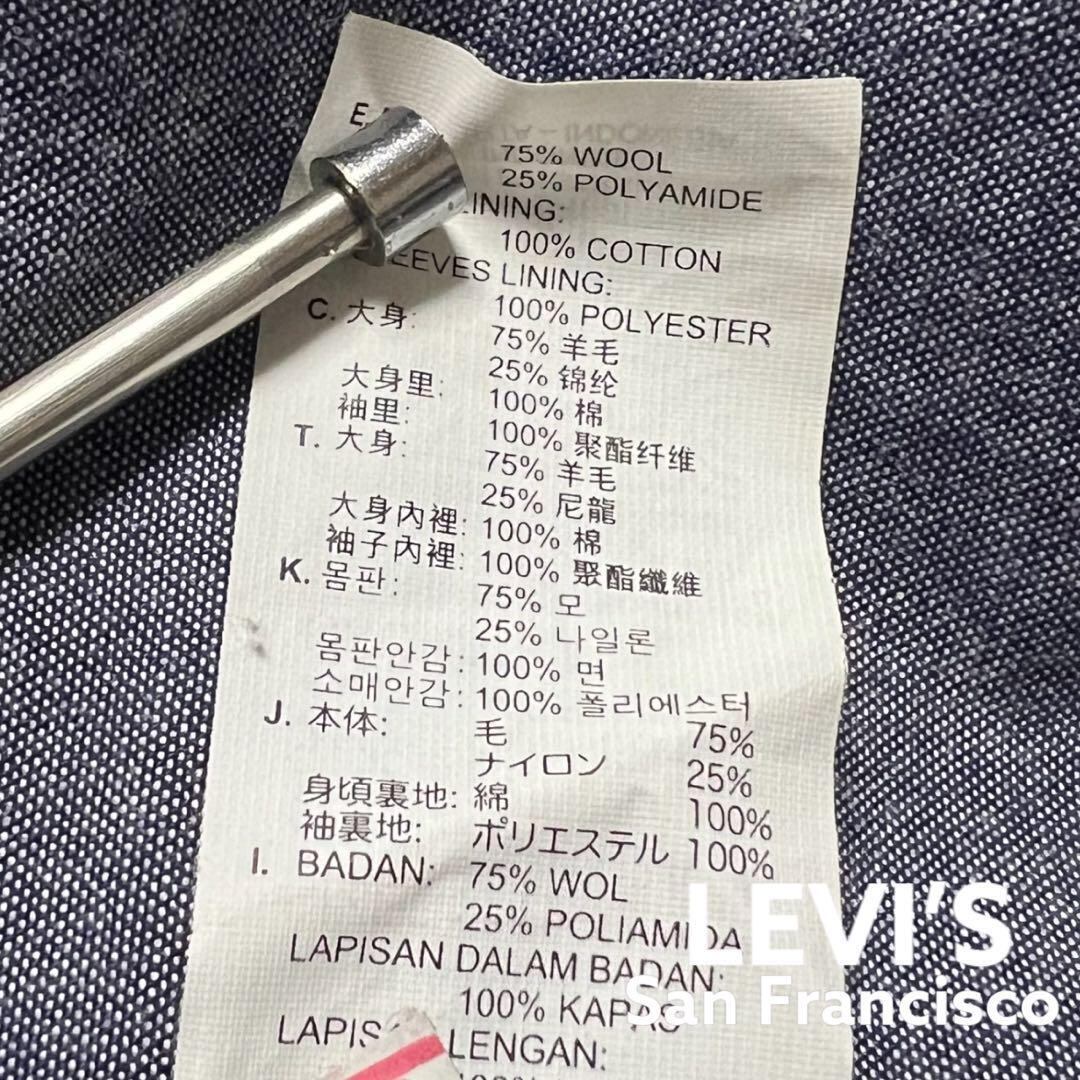 E.
75% WOOL
25% POLYAMIDE
LINING:
100% COTTON
SLEEVES LINING:
100% POLYESTER
C. 大身: 75% 羊毛
25% 锦纶
大身里: 100% 棉
袖里: 100% 聚酯纤维
T. 大身: 75% 羊毛
25% 尼龍
大身內裡: 100% 棉
袖子內裡: 100% 聚酯纖維
K. 몸판: 75% 모
25% 나일론
몸판안감: 100% 면
소매안감: 100% 폴리에스터
J. 本体: 毛 75%
ナイロン 25%
身頃裏地: 綿 100%
袖裏地: ポリエステル 100%
I. BADAN: 75% WOL
25% POLIAMIDA
LAPISAN DALAM BADAN:
100% KAPAS
LENGAN:
LEVI'S
San Francisco